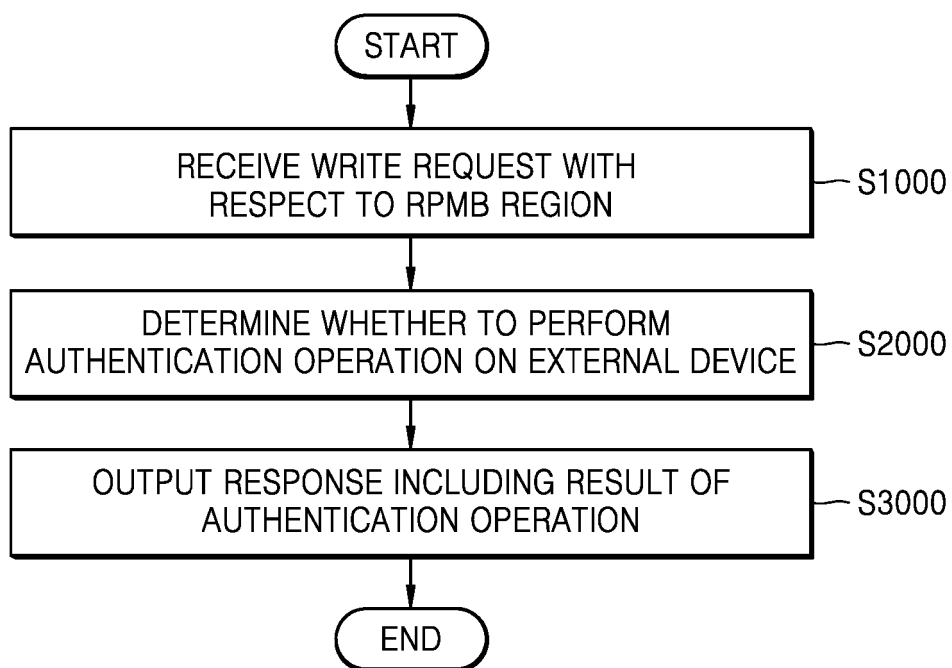 START
RECEIVE WRITE REQUEST WITH
RESPECT TO RPMB REGION
S1000
DETERMINE WHETHER TO PERFORM
AUTHENTICATION OPERATION ON EXTERNAL DEVICE
S2000
OUTPUT RESPONSE INCLUDING RESULT OF
AUTHENTICATION OPERATION
S3000
END